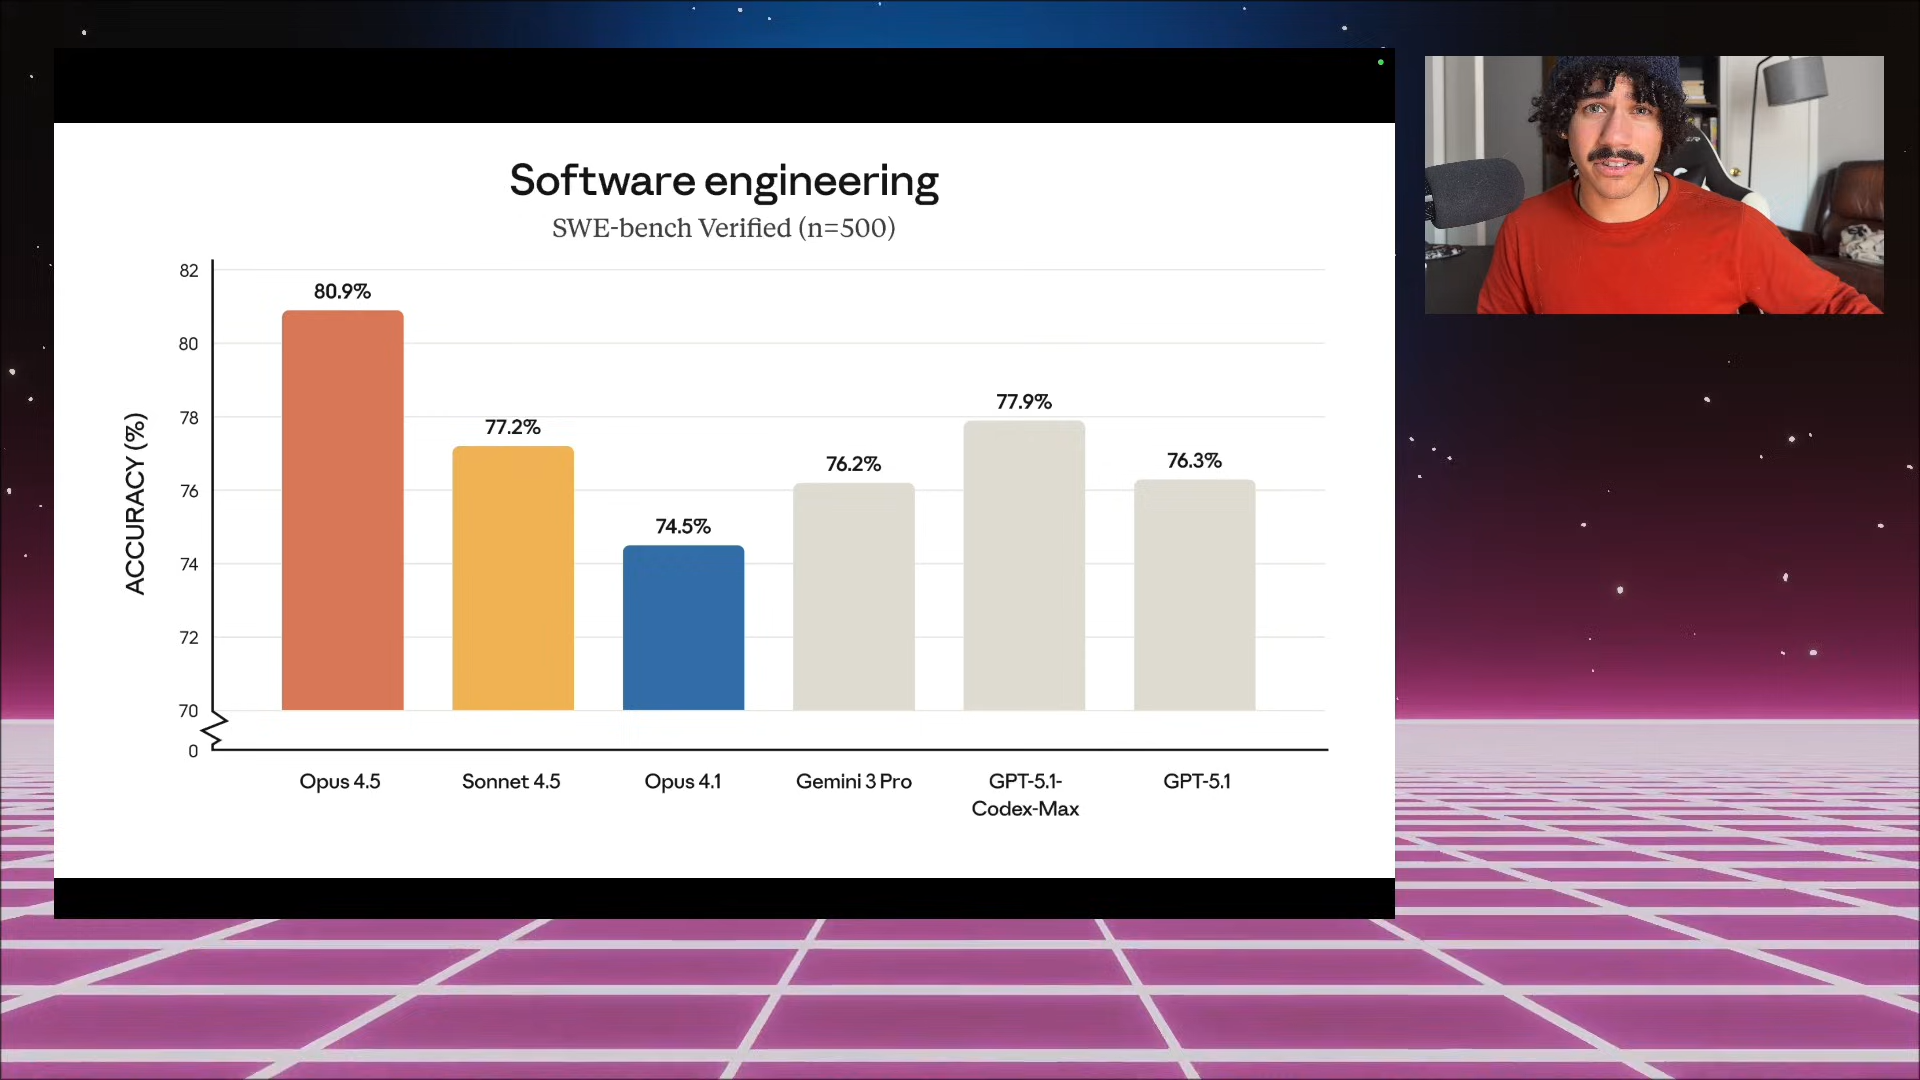 Software engineering
SWE-bench Verified (n=500)
ACCURACY (%)
82
80
78
76
74
72
70
0
80.9%
77.2%
74.5%
76.2%
77.9%
76.3%
Opus 4.5
Sonnet 4.5
Opus 4.1
Gemini 3 Pro
GPT-5.1-
Codex-Max
GPT-5.1